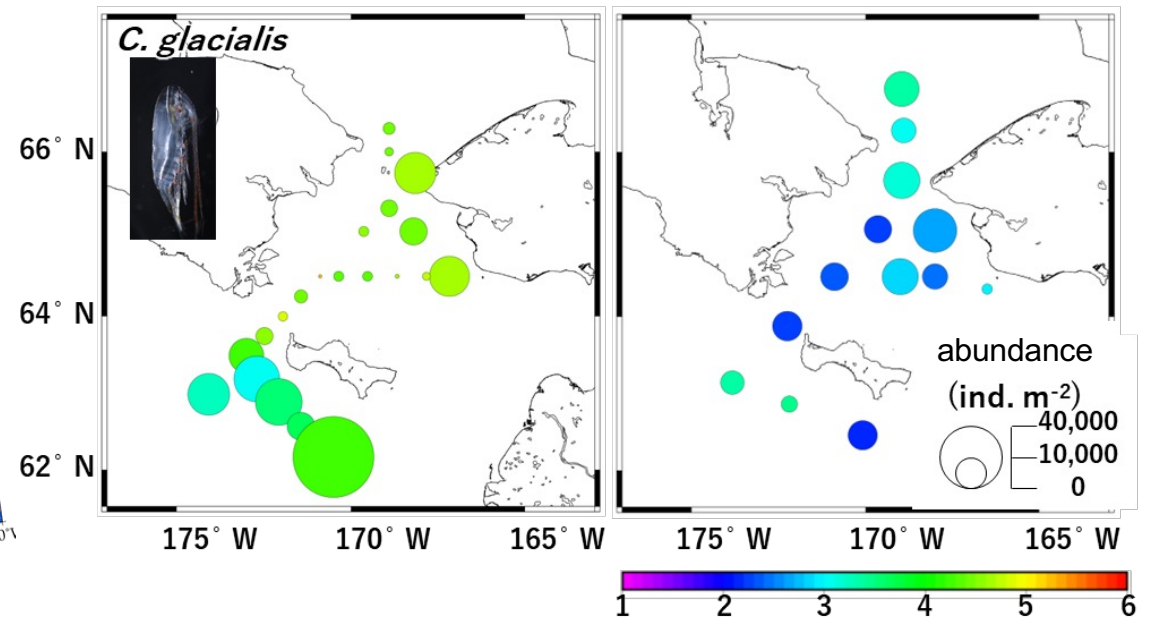 C. glacialis
66° N
64° N
62° N
175° W 170° W 165° W 175° W 170° W 165° W
abundance
(ind. m-2)
40,000
10,000
0
1 2 3 4 5 6